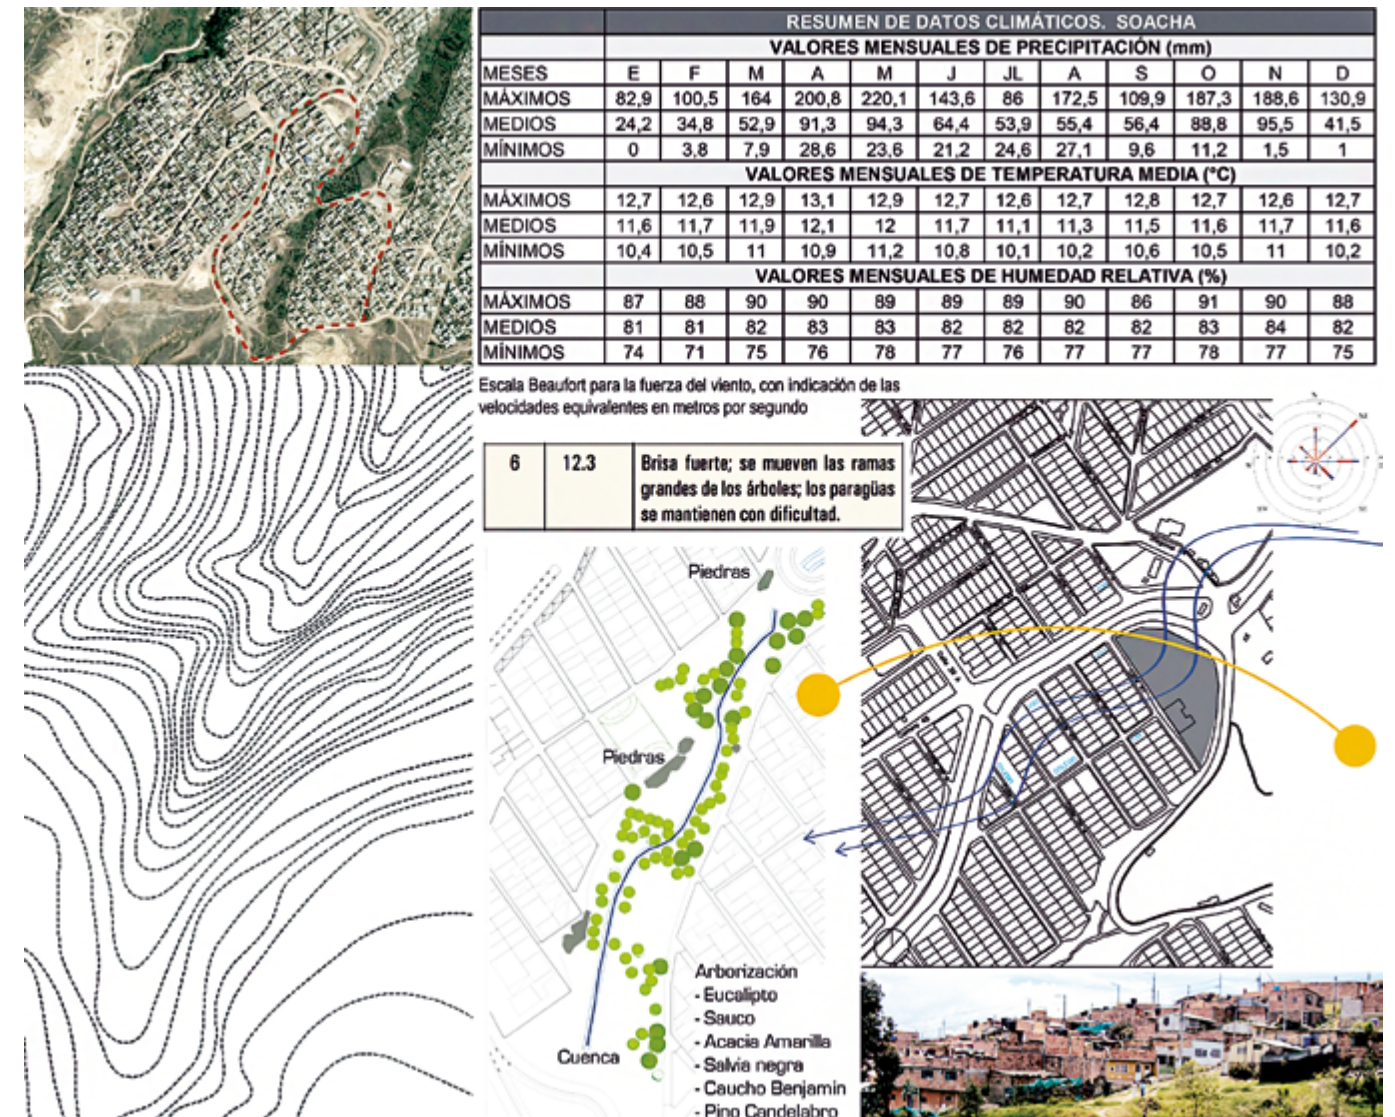 RESUMEN DE DATOS CLIMÁTICOS. SOACHA
VALORES MENSUALES DE PRECIPITACIÓN (mm)
MESES E F M A M J JL A S O N D
MÁXIMOS 82,9 100,5 164 200,8 220,1 143,6 86 172,5 109,9 187,3 188,6 130,9
MEDIOS 24,2 34,8 52,9 91,3 94,3 64,4 53,9 55,4 56,4 88,8 95,5 41,5
MÍNIMOS 0 3,8 7,9 28,6 23,6 21,2 24,6 27,1 9,6 11,2 1,5 1
VALORES MENSUALES DE TEMPERATURA MEDIA (°C)
MÁXIMOS 12,7 12,6 12,9 13,1 12,9 12,7 12,6 12,7 12,8 12,7 12,6 12,7
MEDIOS 11,6 11,7 11,9 12,1 12 11,7 11,1 11,3 11,5 11,6 11,7 11,6
MÍNIMOS 10,4 10,5 11 10,9 11,2 10,8 10,1 10,2 10,6 10,5 11 10,2
VALORES MENSUALES DE HUMEDAD RELATIVA (%)
MÁXIMOS 87 88 90 90 89 89 89 90 86 91 90 88
MEDIOS 81 81 82 83 83 82 82 82 82 83 84 82
MÍNIMOS 74 71 75 76 78 77 76 77 77 78 77 75
Escala Beaufort para la fuerza del viento, con indicación de las
velocidades equivalentes en metros por segundo
6 12.3 Brisa fuerte; se mueven las ramas
grandes de los árboles; los paragüas
se mantienen con dificultad.
Piedras
Piedras
Cuenca
Arborización
- Eucalipto
- Sauco
- Acacia Amarilla
- Salvia negra
- Caucho Benjamin
- Pino Candelabro